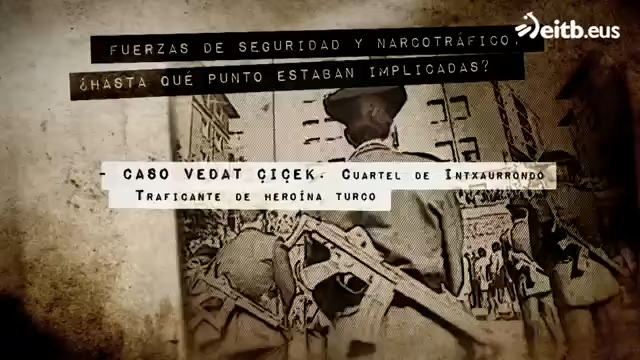 eitb.eus
FUERZAS DE SEGURIDAD Y NARCOTRÁFICO.
¿HASTA QUÉ PUNTO ESTABAN IMPLICADAS?
- CASO VEDAT ÇIÇEK. CUARTEL DE INTXAURRONDO
TRAFICANTE DE HEROÍNA TURCO